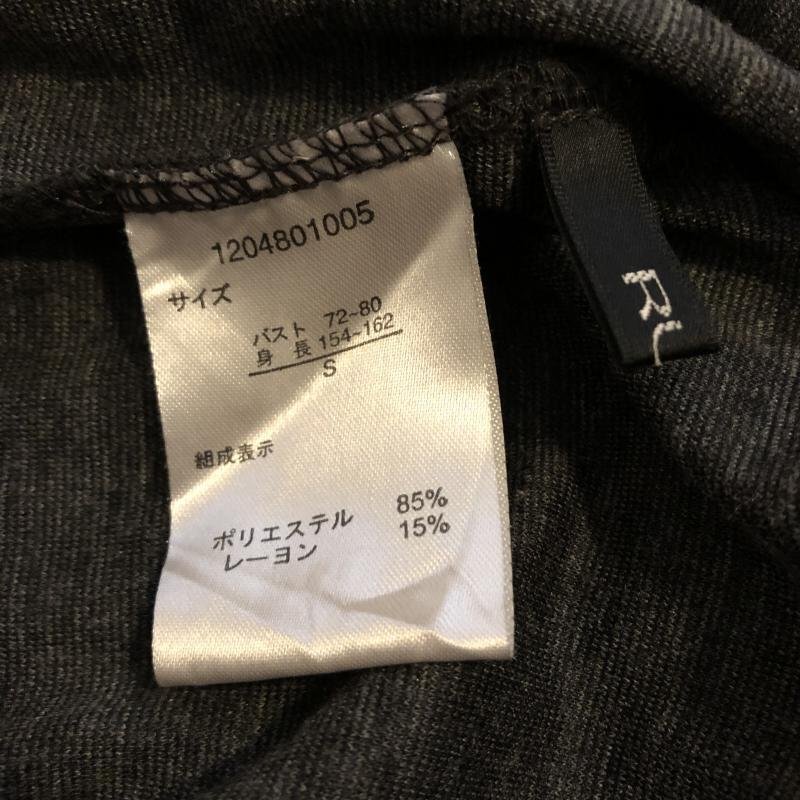 1204801005
サイズ
バスト 72~80
身長 154~162
S
組成表示
ポリエステル 85%
レーヨン 15%